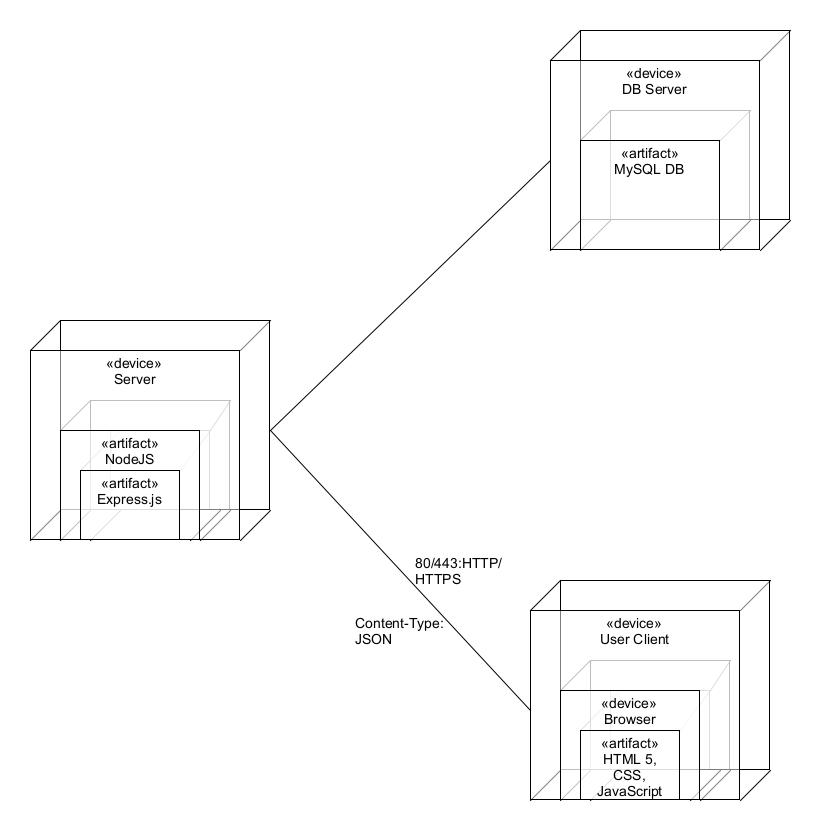 «device»
DB Server
«artifact»
MySQL DB
«device»
Server
«artifact»
NodeJS
«artifact»
Express.js
80/443:HTTP/
HTTPS
Content-Type:
JSON
«device»
User Client
«device»
Browser
«artifact»
HTML 5,
CSS,
JavaScript